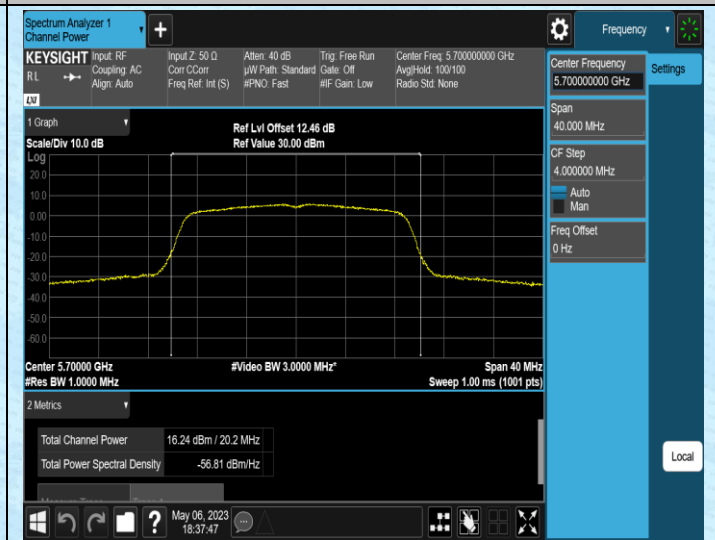 Spectrum Analyzer 1
Channel Power
Frequency
KEYSIGHT
R L
LXI
Input: RF
Coupling: AC
Align: Auto
Input Z: 50 Ω
Corr CCorr
Freq Ref: Int (S)
Atten: 40 dB
µW Path: Standard
#PNO: Fast
Trig: Free Run
Gate: Off
#IF Gain: Low
Center Freq: 5.700000000 GHz
Avg|Hold: 100/100
Radio Std: None
Center Frequency
5.700000000 GHz
Settings
Span
40.000 MHz
CF Step
4.000000 MHz
Auto
Man
Freq Offset
0 Hz
Local
1 Graph
Scale/Div 10.0 dB
Ref Lvl Offset 12.46 dB
Ref Value 30.00 dBm
Log
20.0
10.0
0.00
-10.0
-20.0
-30.0
-40.0
-50.0
-60.0
Center 5.70000 GHz
#Res BW 1.0000 MHz
#Video BW 3.0000 MHz*
Span 40 MHz
Sweep 1.00 ms (1001 pts)
2 Metrics
Total Channel Power 16.24 dBm / 20.2 MHz
Total Power Spectral Density -56.81 dBm/Hz
?
May 06, 2023
18:37:47